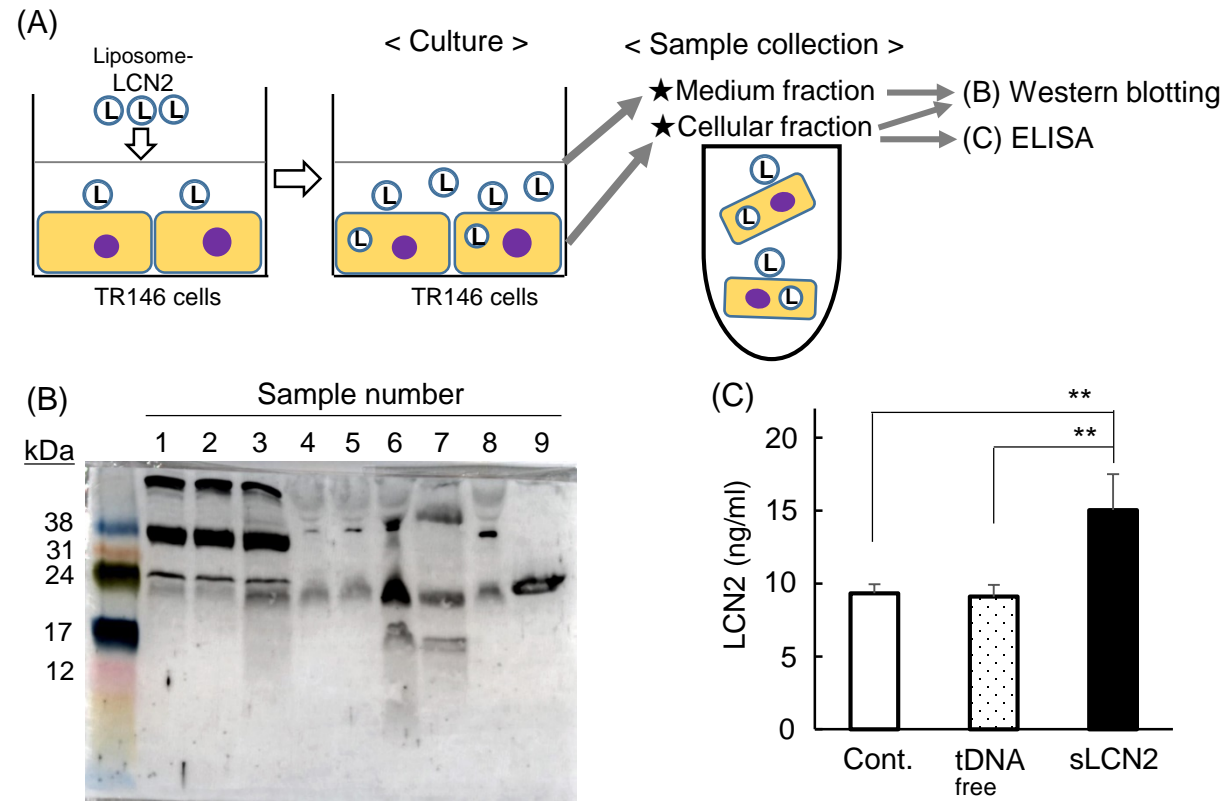 (A)
Liposome-
LCN2
L L L
< Culture >
< Sample collection >
★Medium fraction
★Cellular fraction
(B) Western blotting
(C) ELISA
L L
L L L L
L L
L
L
L
L
TR146 cells
TR146 cells
(B)
Sample number
kDa
1 2 3 4 5 6 7 8 9
38
31
24
17
12
(C)
**
**
LCN2 (ng/ml)
20
15
10
5
0
Cont.
tDNA
free
sLCN2